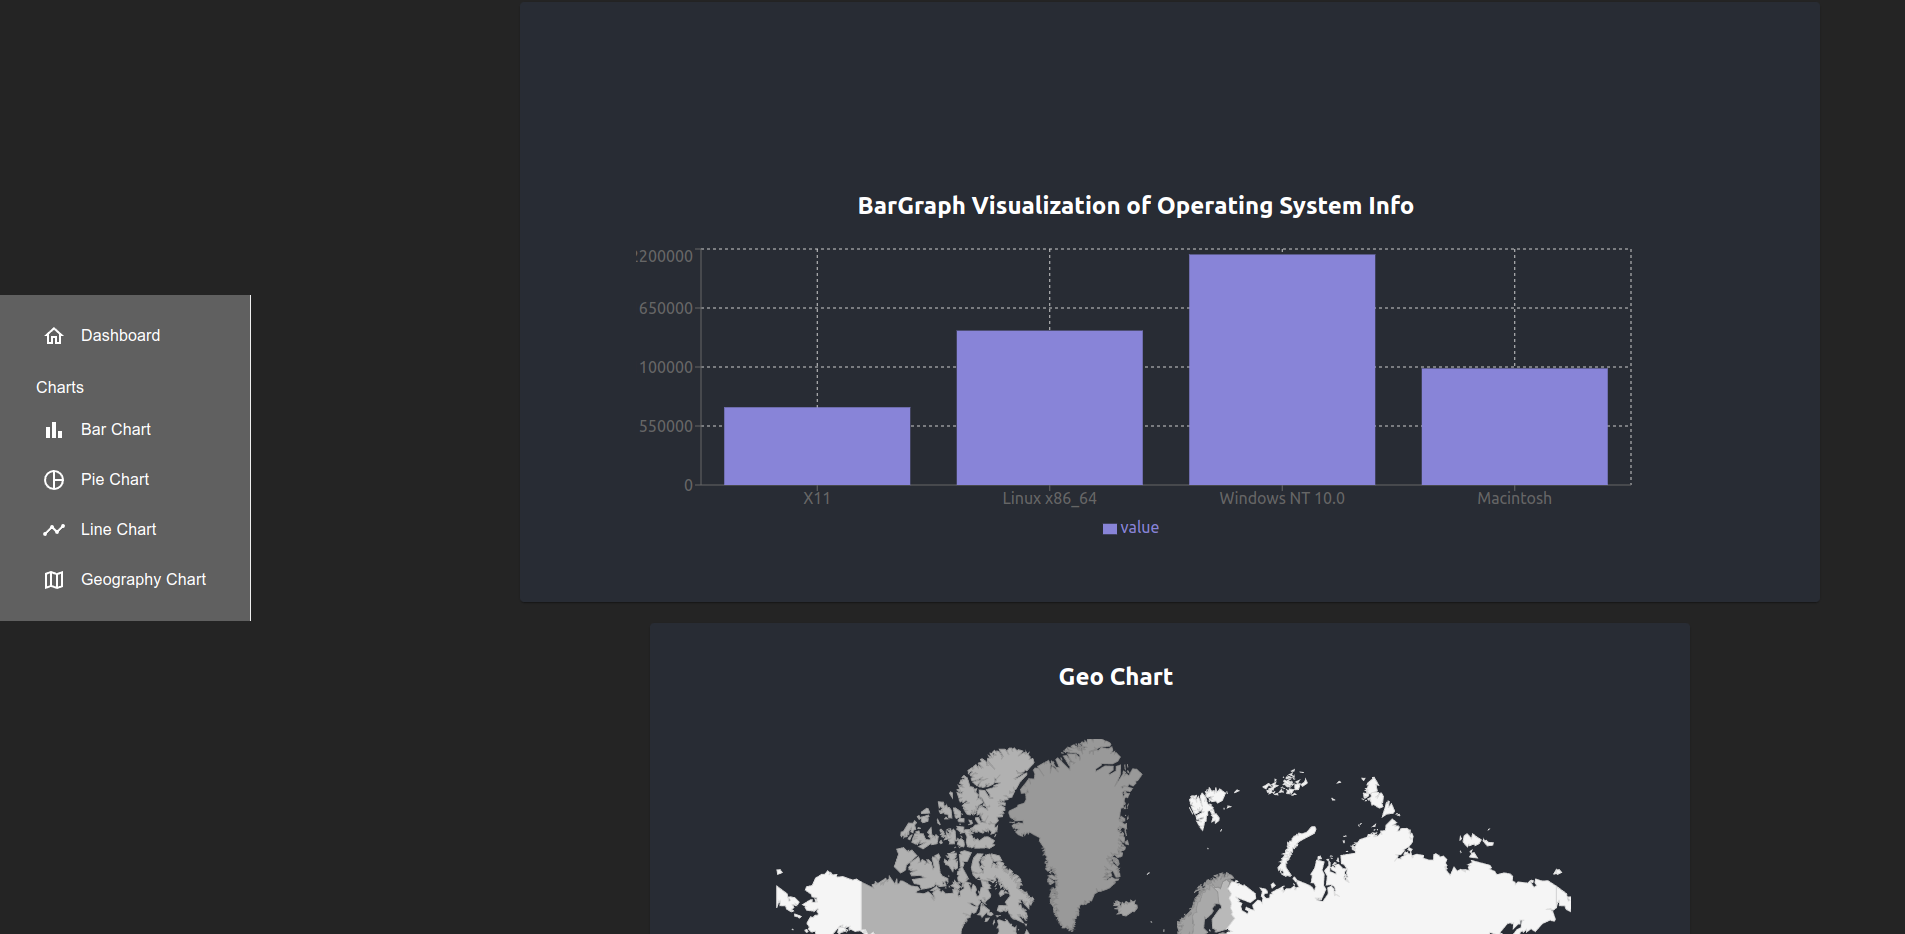 Dashboard
Charts
Bar Chart
Pie Chart
Line Chart
Geography Chart
BarGraph Visualization of Operating System Info
2200000
650000
100000
550000
0
X11
Linux x86_64
Windows NT 10.0
Macintosh
value
Geo Chart